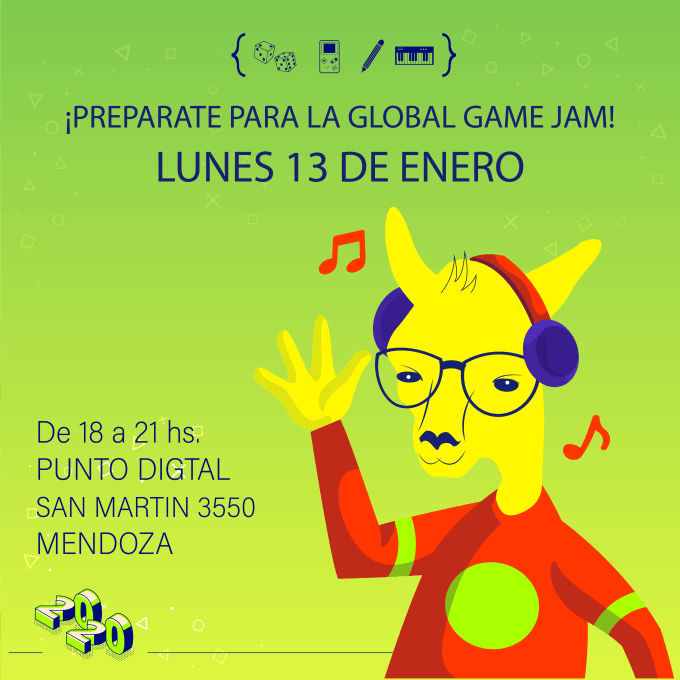 ¡PREPARATE PARA LA GLOBAL GAME JAM!
LUNES 13 DE ENERO
De 18 a 21 hs.
PUNTO DIGTAL
SAN MARTIN 3550
MENDOZA
2020